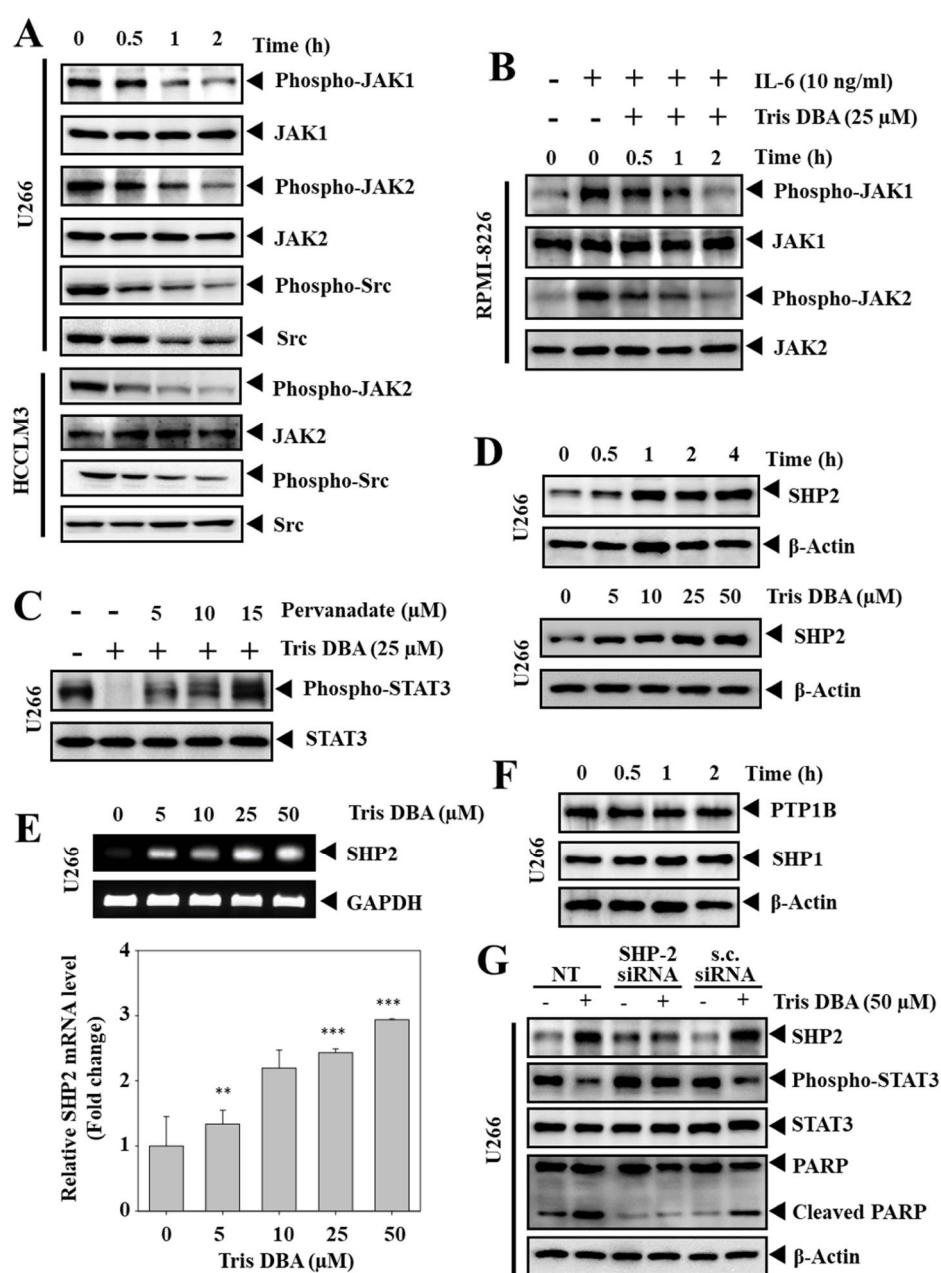 A
0 0.5 1 2 Time (h)
U266
Phospho-JAK1
JAK1
Phospho-JAK2
JAK2
Phospho-Src
Src
HCCLM3
Phospho-JAK2
JAK2
Phospho-Src
Src
B
- + + + + IL-6 (10 ng/ml)
- - + + + Tris DBA (25 µM)
0 0 0.5 1 2 Time (h)
RPMI-8226
Phospho-JAK1
JAK1
Phospho-JAK2
JAK2
C
- - 5 10 15 Pervanadate (µM)
- + + + + Tris DBA (25 µM)
U266
Phospho-STAT3
STAT3
D
0 0.5 1 2 4 Time (h)
U266
SHP2
β-Actin
0 5 10 25 50 Tris DBA (µM)
U266
SHP2
β-Actin
E
0 5 10 25 50 Tris DBA (µM)
U266
SHP2
GAPDH
Relative SHP2 mRNA level
(Fold change)
4
3
2
1
0
**
***
***
0 5 10 25 50
Tris DBA (µM)
F
0 0.5 1 2 Time (h)
U266
PTP1B
SHP1
β-Actin
G
NT SHP-2 siRNA s.c. siRNA
- + - + - + Tris DBA (50 µM)
U266
SHP2
Phospho-STAT3
STAT3
PARP
Cleaved PARP
β-Actin